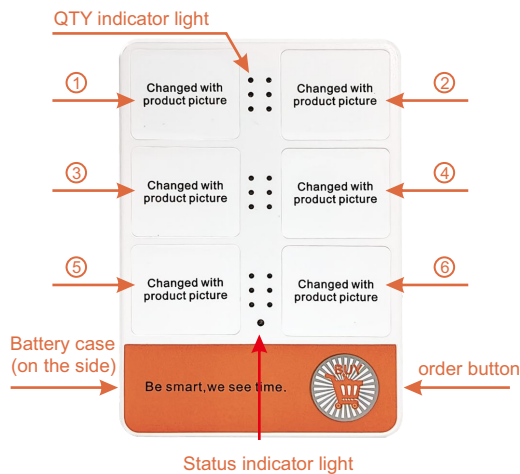 QTY indicator light
①
Changed with
product picture
Changed with
product picture
②
③
Changed with
product picture
Changed with
product picture
④
⑤
Changed with
product picture
Changed with
product picture
⑥
Battery case
(on the side)
Be smart,we see time.
BUY
order button
Status indicator light